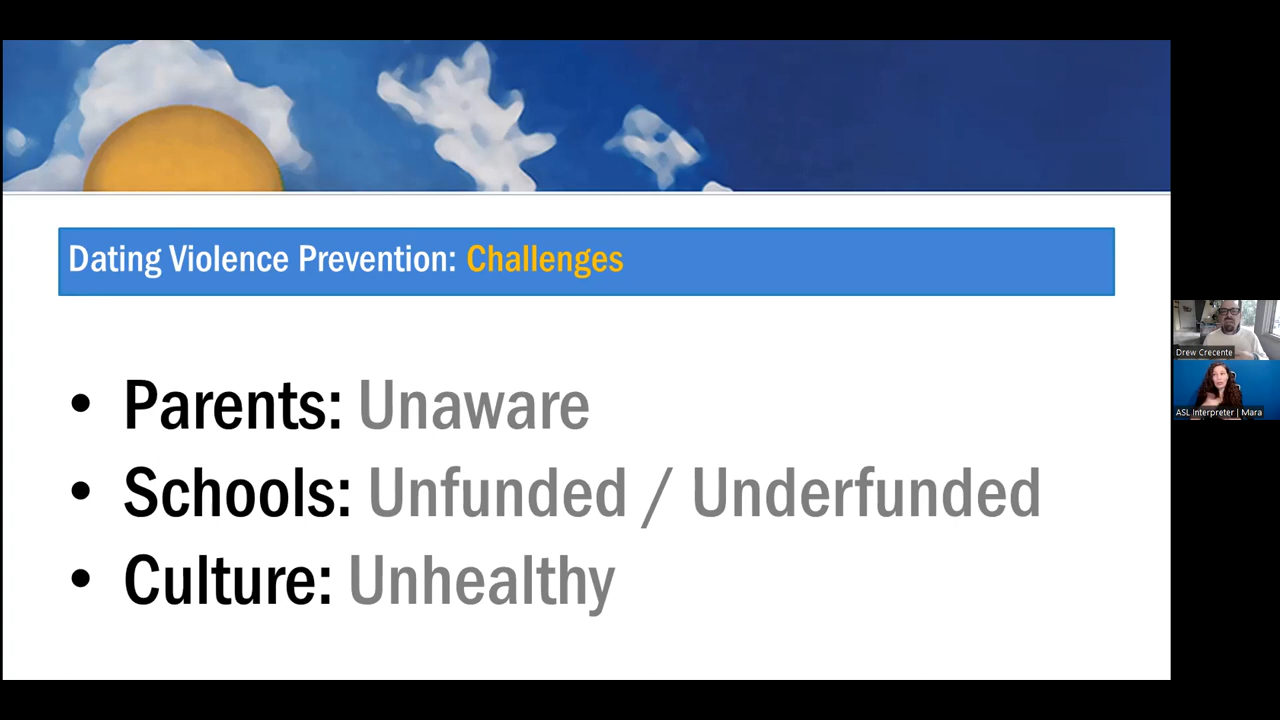 Dating Violence Prevention: Challenges
• Parents: Unaware
• Schools: Unfunded / Underfunded
• Culture: Unhealthy
Drew Crecente
ASL Interpreter | Mara